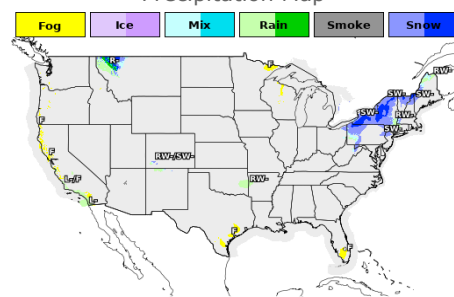 Precipitation Map
Fog Ice Mix Rain Smoke Snow
R-
F
RW-
SW- SW-
SW-
RW-
SW-
F
F
RW-/SW-
L-/F
RW-
L-
F
F